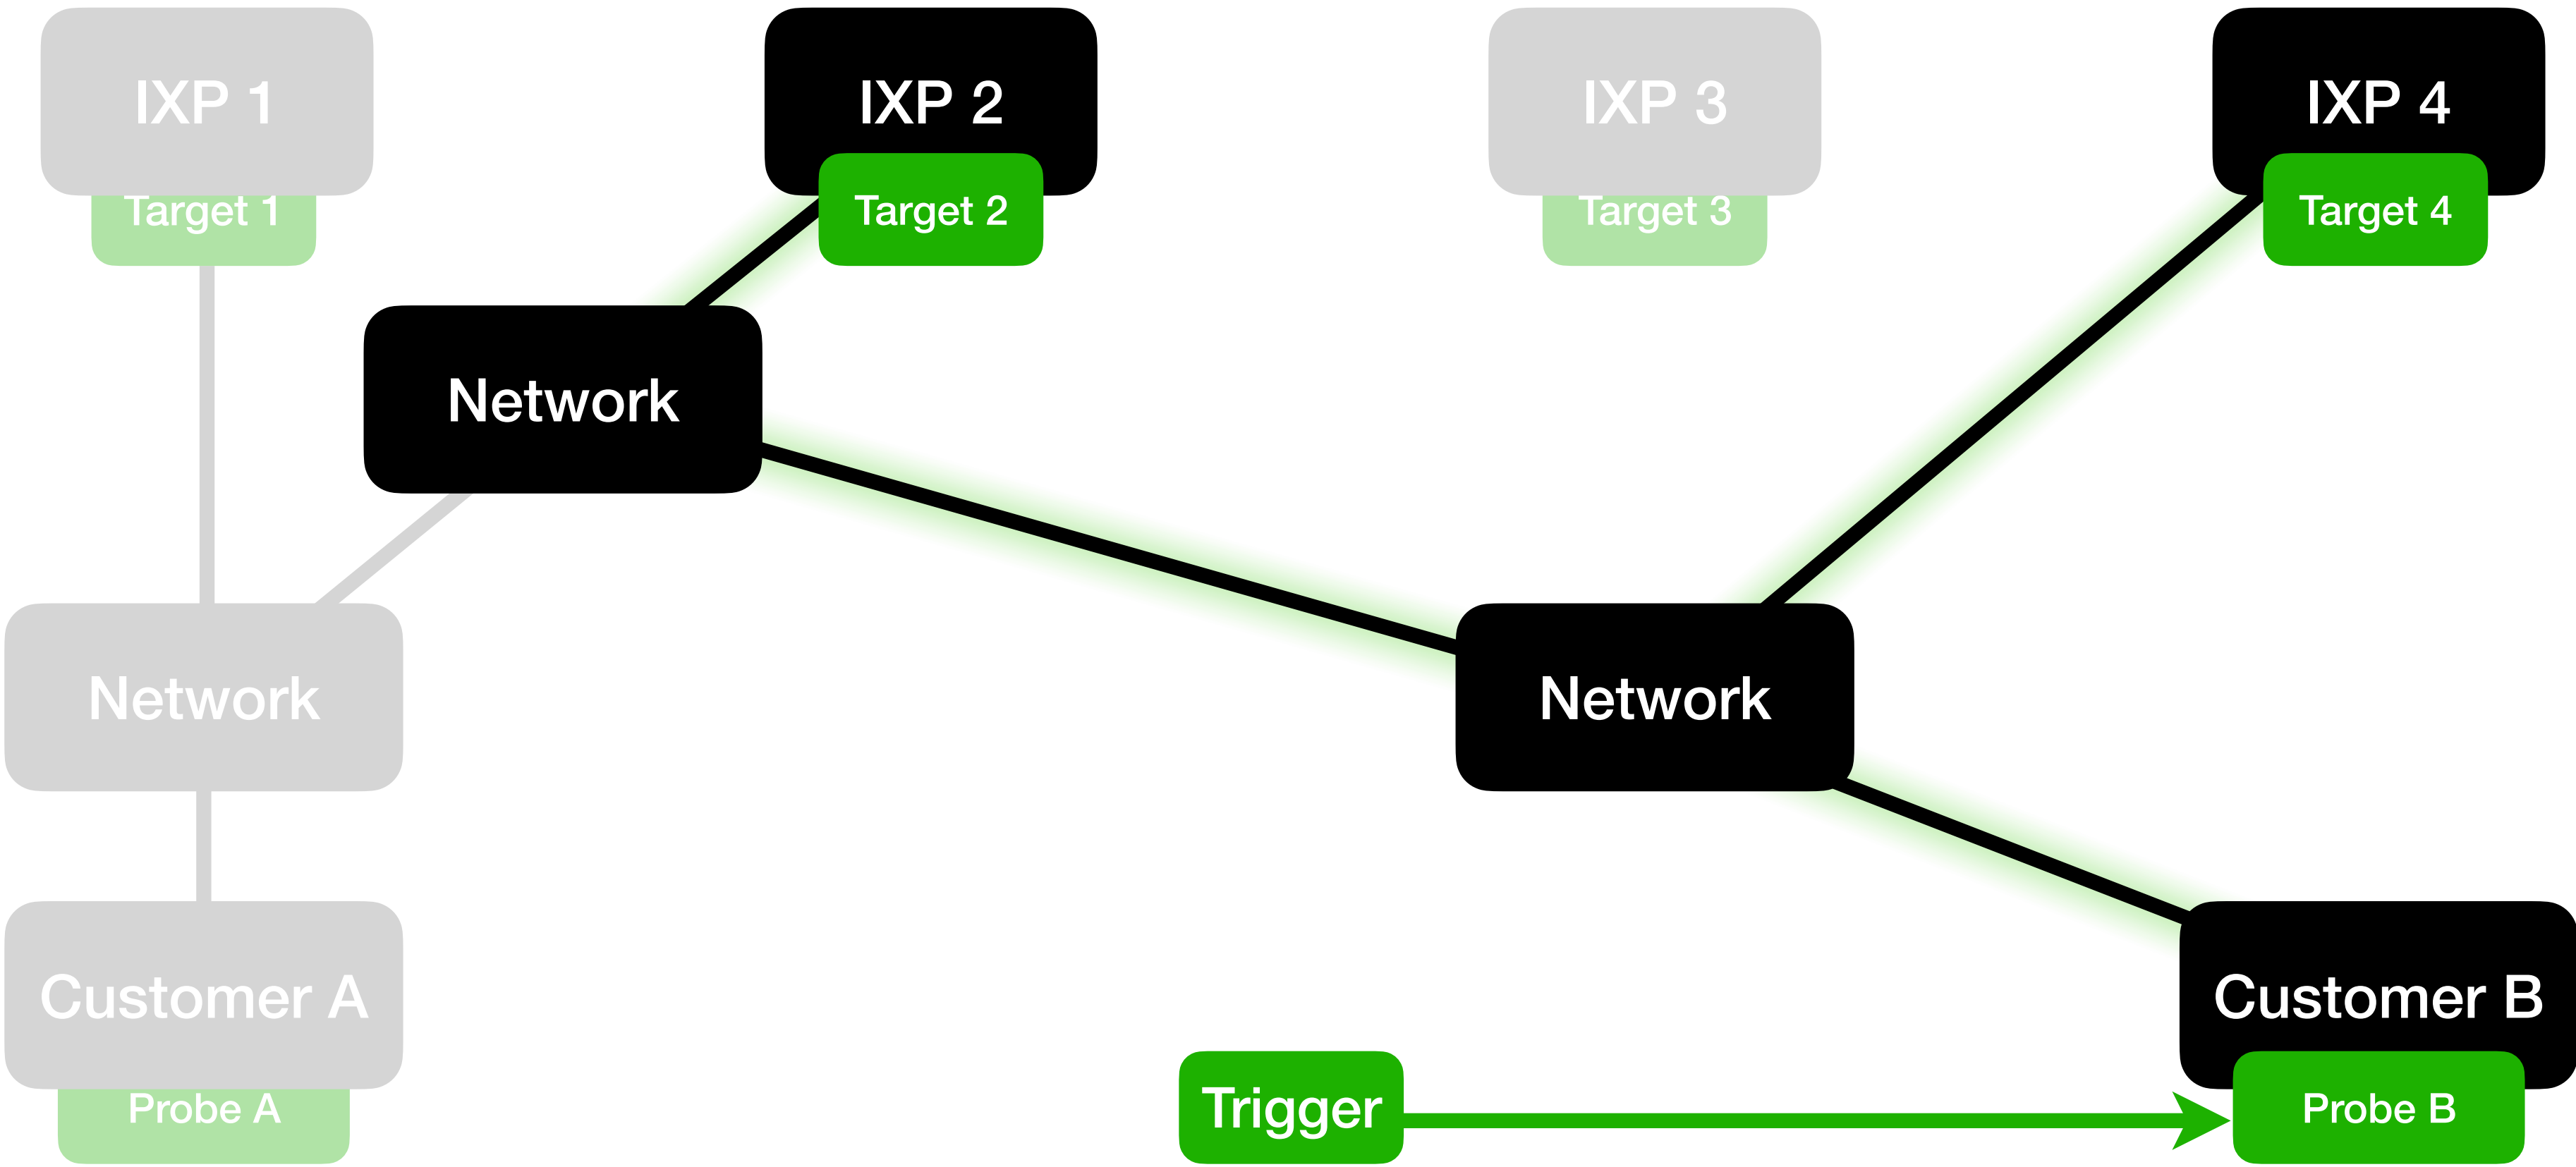 IXP 1
IXP 2
IXP 3
IXP 4
Target 1
Target 2
Target 3
Target 4
Network
Network
Network
Customer A
Customer B
Probe A
Trigger
Probe B